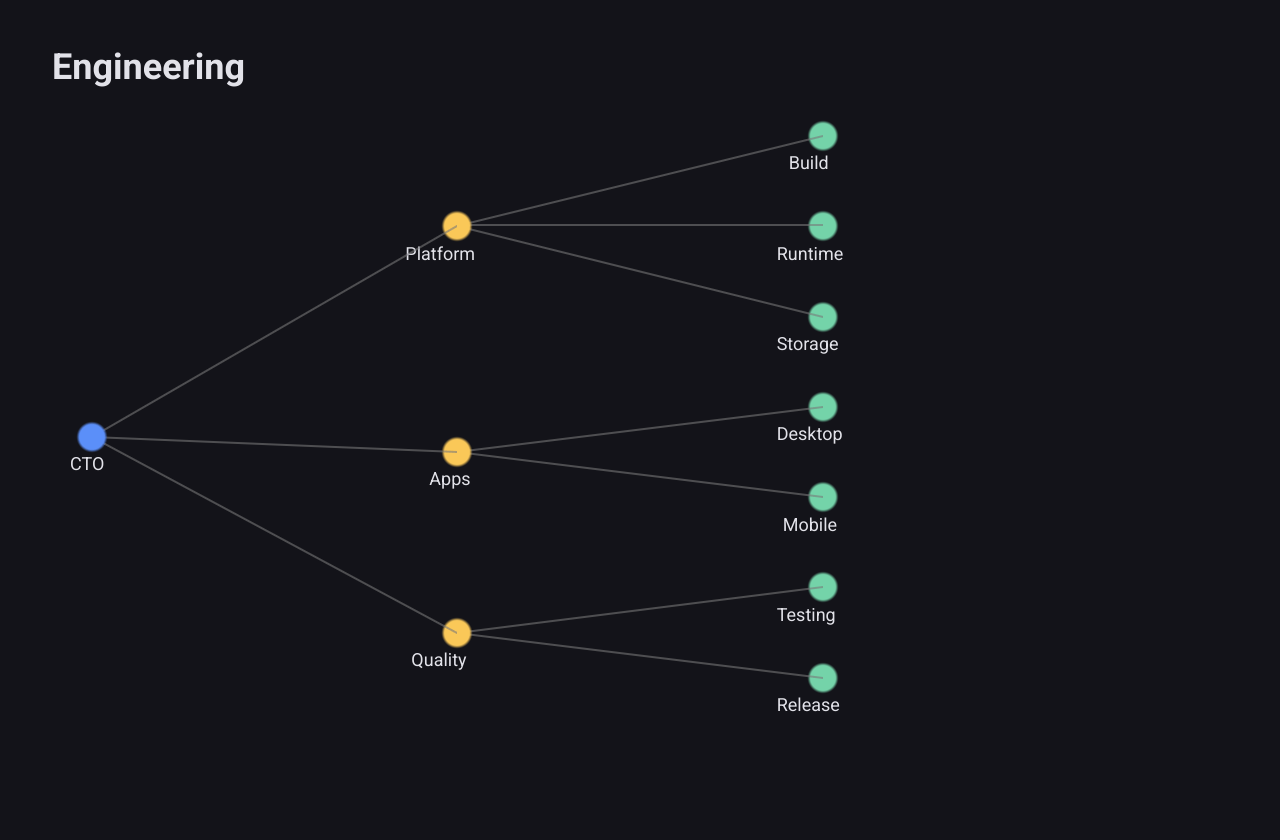 Engineering
Build
Runtime
Platform
Storage
Desktop
CTO
Apps
Mobile
Testing
Quality
Release